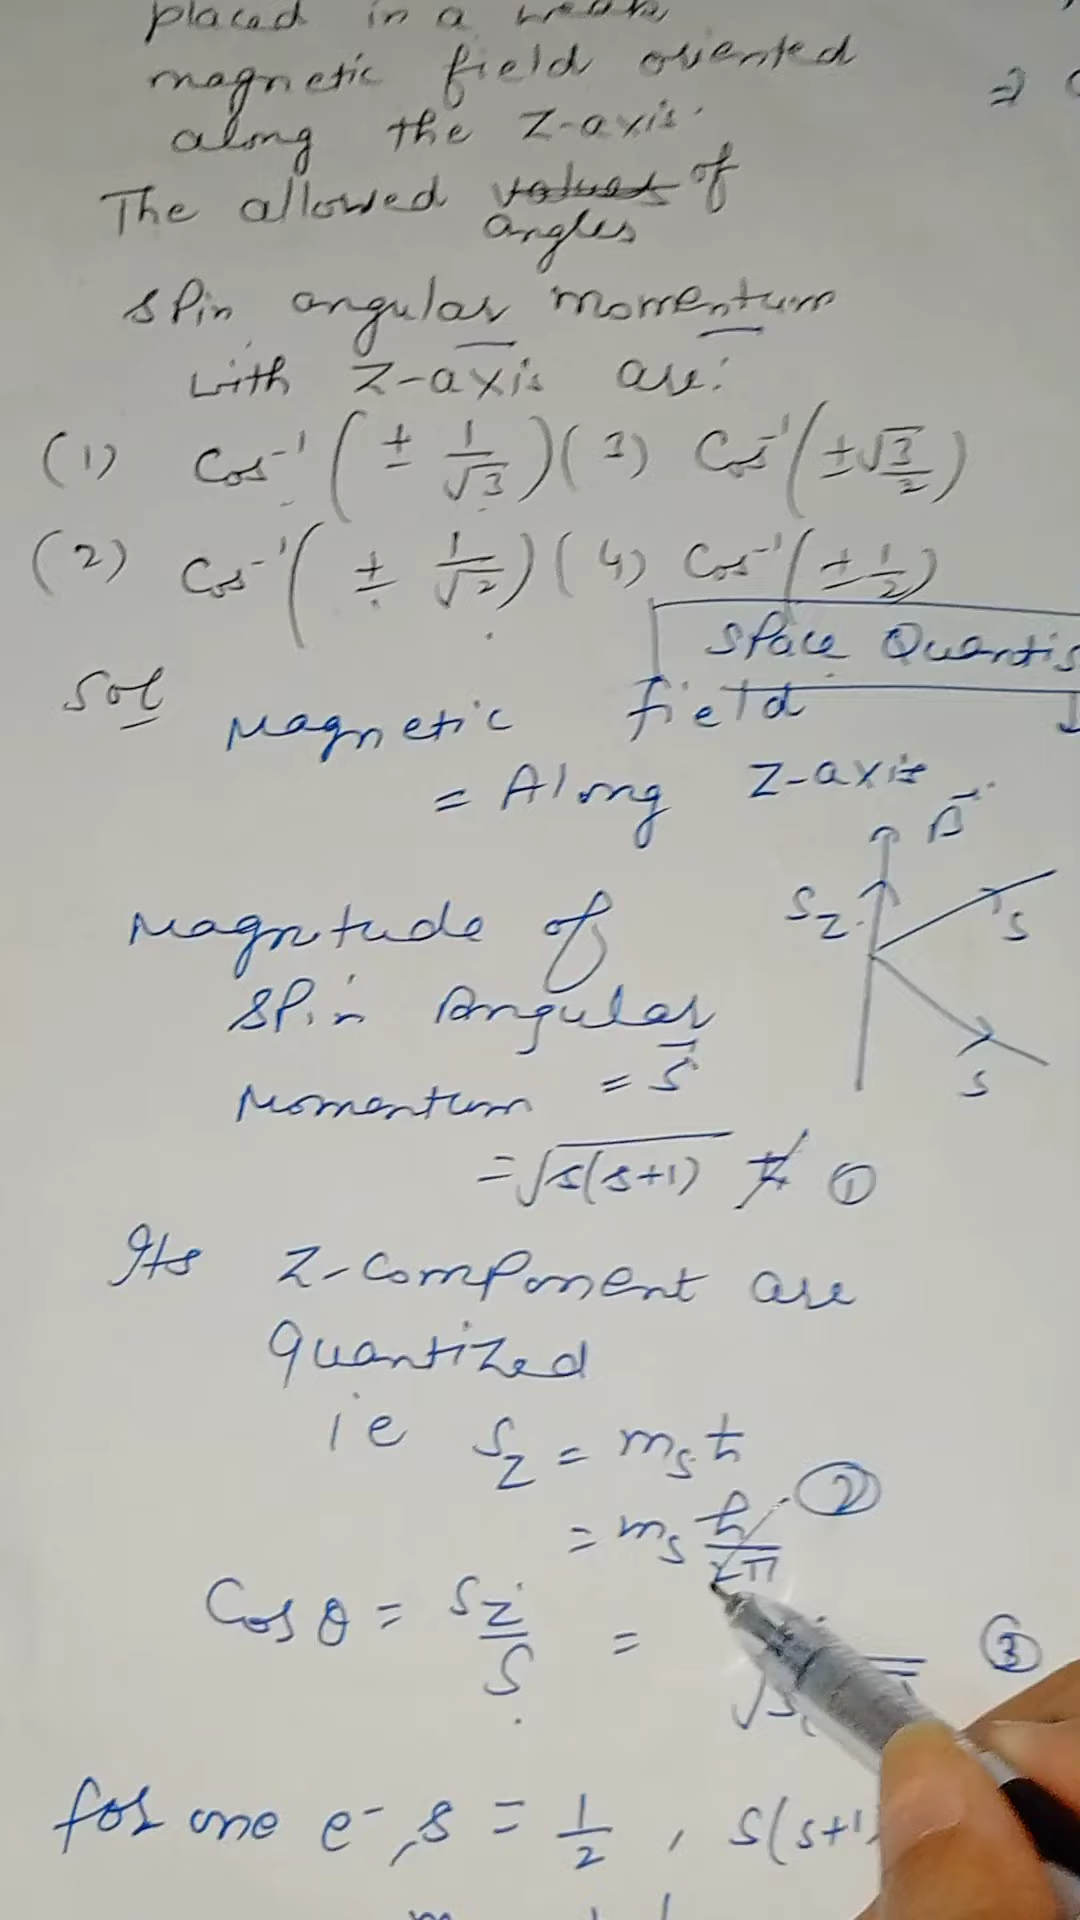 placed in a weak
magnetic field oriented
along the Z-axis.
The allowed values of
angles
spin angular momentum
with Z-axis are:
(1) Cos⁻¹(± 1/√3) (3) Cos⁻¹(±√3/2)
(2) Cos⁻¹(± 1/√2) (4) Cos⁻¹(± 1/2)
Space
Sol
Magnetic field
= Along Z-axis
B
Sz
S
S
Magnitude of
Spin Angular
Momentum = S
= √s(s+1) ħ ①
Its Z-component are
quantized
ie Sz = ms ħ
= ms h/2π ②
Cos θ = Sz/S = ③
for one e⁻, s = 1/2 , s(s+1)